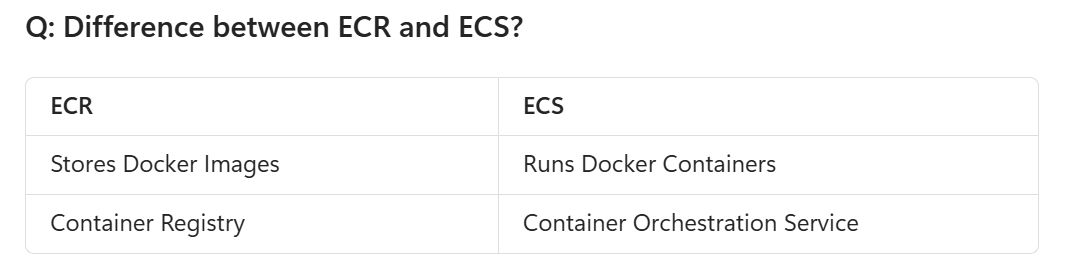 Q: Difference between ECR and ECS?
ECR ECS
Stores Docker Images Runs Docker Containers
Container Registry Container Orchestration Service